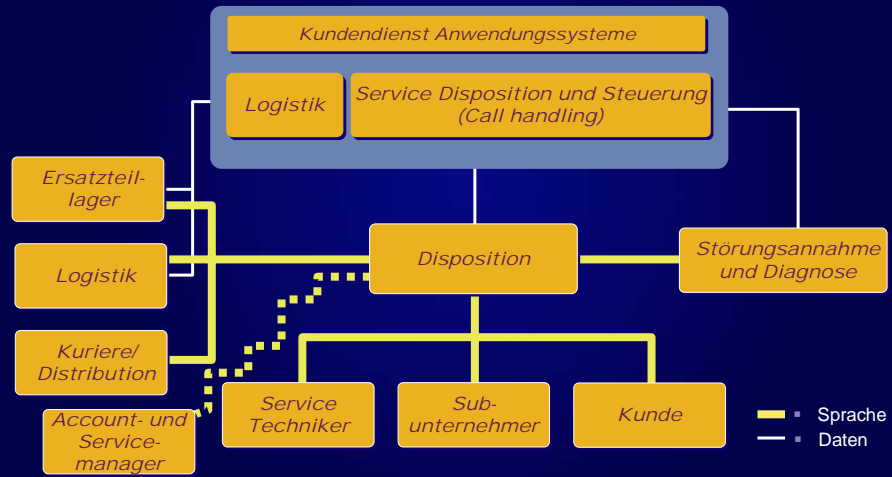 Kundendienst Anwendungssysteme
Logistik
Service Disposition und Steuerung
(Call handling)
Ersatzteil-
lager
Logistik
Kuriere/
Distribution
Account- und
Service-
manager
Disposition
Störungsannahme
und Diagnose
Service
Techniker
Sub-
unternehmer
Kunde
Sprache
Daten